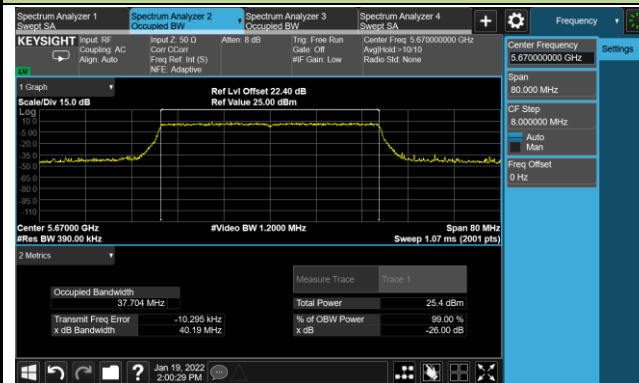 Spectrum Analyzer 1
Swept SA
Spectrum Analyzer 2
Occupied BW
Spectrum Analyzer 3
Occupied BW
Spectrum Analyzer 4
Swept SA
Frequency
KEYSIGHT
Input: RF
Coupling: AC
Align: Auto
Input Z: 50 Ω
Corr CCorr
Freq Ref: Int (S)
NFE: Adaptive
Atten: 8 dB
Trig: Free Run
Gate: Off
#IF Gain: Low
Center Freq: 5.670000000 GHz
Avg|Hold:>10/10
Radio Std: None
LXI
Center Frequency
5.670000000 GHz
Settings
Span
80.000 MHz
CF Step
8.000000 MHz
Auto
Man
Freq Offset
0 Hz
1 Graph
Scale/Div 15.0 dB
Ref Lvl Offset 22.40 dB
Ref Value 25.00 dBm
Log
10.0
-5.00
-20.0
-35.0
-50.0
-65.0
-80.0
-95.0
-110
Center 5.67000 GHz
#Res BW 390.00 kHz
#Video BW 1.2000 MHz
Span 80 MHz
Sweep 1.07 ms (2001 pts)
2 Metrics
Measure Trace
Trace 1
Occupied Bandwidth
37.704 MHz
Total Power
25.4 dBm
Transmit Freq Error
-10.295 kHz
% of OBW Power
99.00 %
x dB Bandwidth
40.19 MHz
x dB
-26.00 dB
Jan 19, 2022
2:00:29 PM